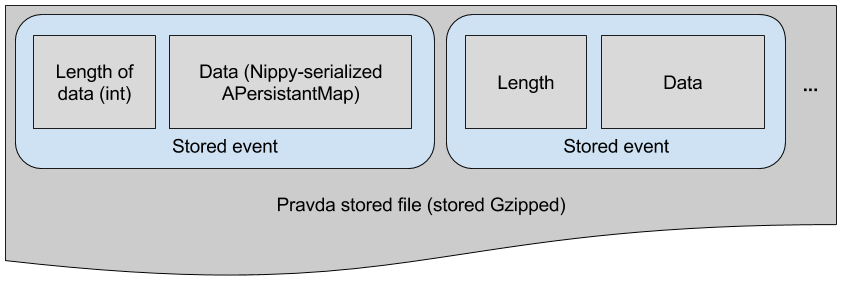 Length of
data (int)
Data (Nippy-serialized
APersistantMap)
Stored event
Length
Data
Stored event
...
Pravda stored file (stored Gzipped)